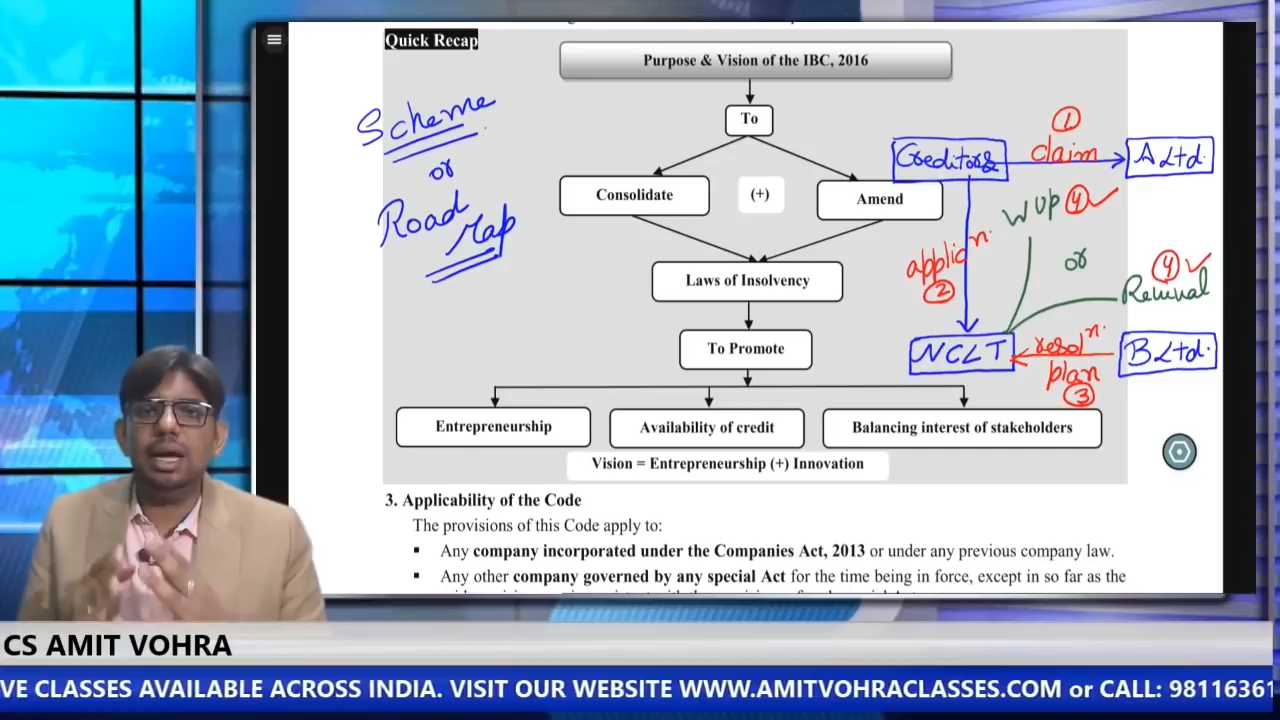 Quick Recap
Purpose & Vision of the IBC, 2016
To
Scheme
or
Road
Map
Consolidate
(+)
Amend
Creditors
① claim
A Ltd.
WUP ④ ✓
or
④ ✓
Revival
applicn.
②
NCLT
resoln.
plan
③
B Ltd.
Laws of Insolvency
To Promote
Entrepreneurship
Availability of credit
Balancing interest of stakeholders
Vision = Entrepreneurship (+) Innovation
3. Applicability of the Code
The provisions of this Code apply to:
▪ Any company incorporated under the Companies Act, 2013 or under any previous company law.
▪ Any other company governed by any special Act for the time being in force, except in so far as the
CS AMIT VOHRA
VE CLASSES AVAILABLE ACROSS INDIA. VISIT OUR WEBSITE WWW.AMITVOHRACLASSES.COM or CALL: 98116361